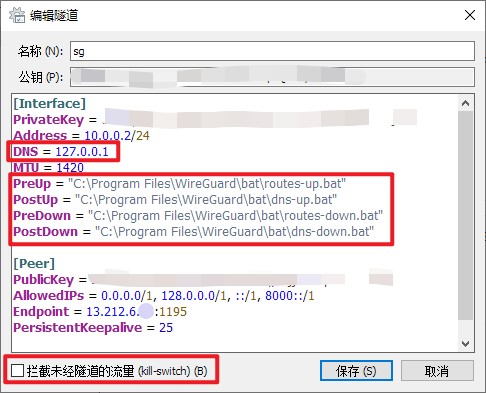 编辑隧道
名称 (N): sg
公钥 (P):
[Interface]
PrivateKey =
Address = 10.0.0.2/24
DNS = 127.0.0.1
MTU = 1420
PreUp = "C:\Program Files\WireGuard\bat\routes-up.bat"
PostUp = "C:\Program Files\WireGuard\bat\dns-up.bat"
PreDown = "C:\Program Files\WireGuard\bat\routes-down.bat"
PostDown = "C:\Program Files\WireGuard\bat\dns-down.bat"
[Peer]
PublicKey =
AllowedIPs = 0.0.0.0/1, 128.0.0.0/1, ::/1, 8000::/1
Endpoint = 13.212.6. :1195
PersistentKeepalive = 25
拦截未经隧道的流量 (kill-switch) (B)
保存 (S)
取消